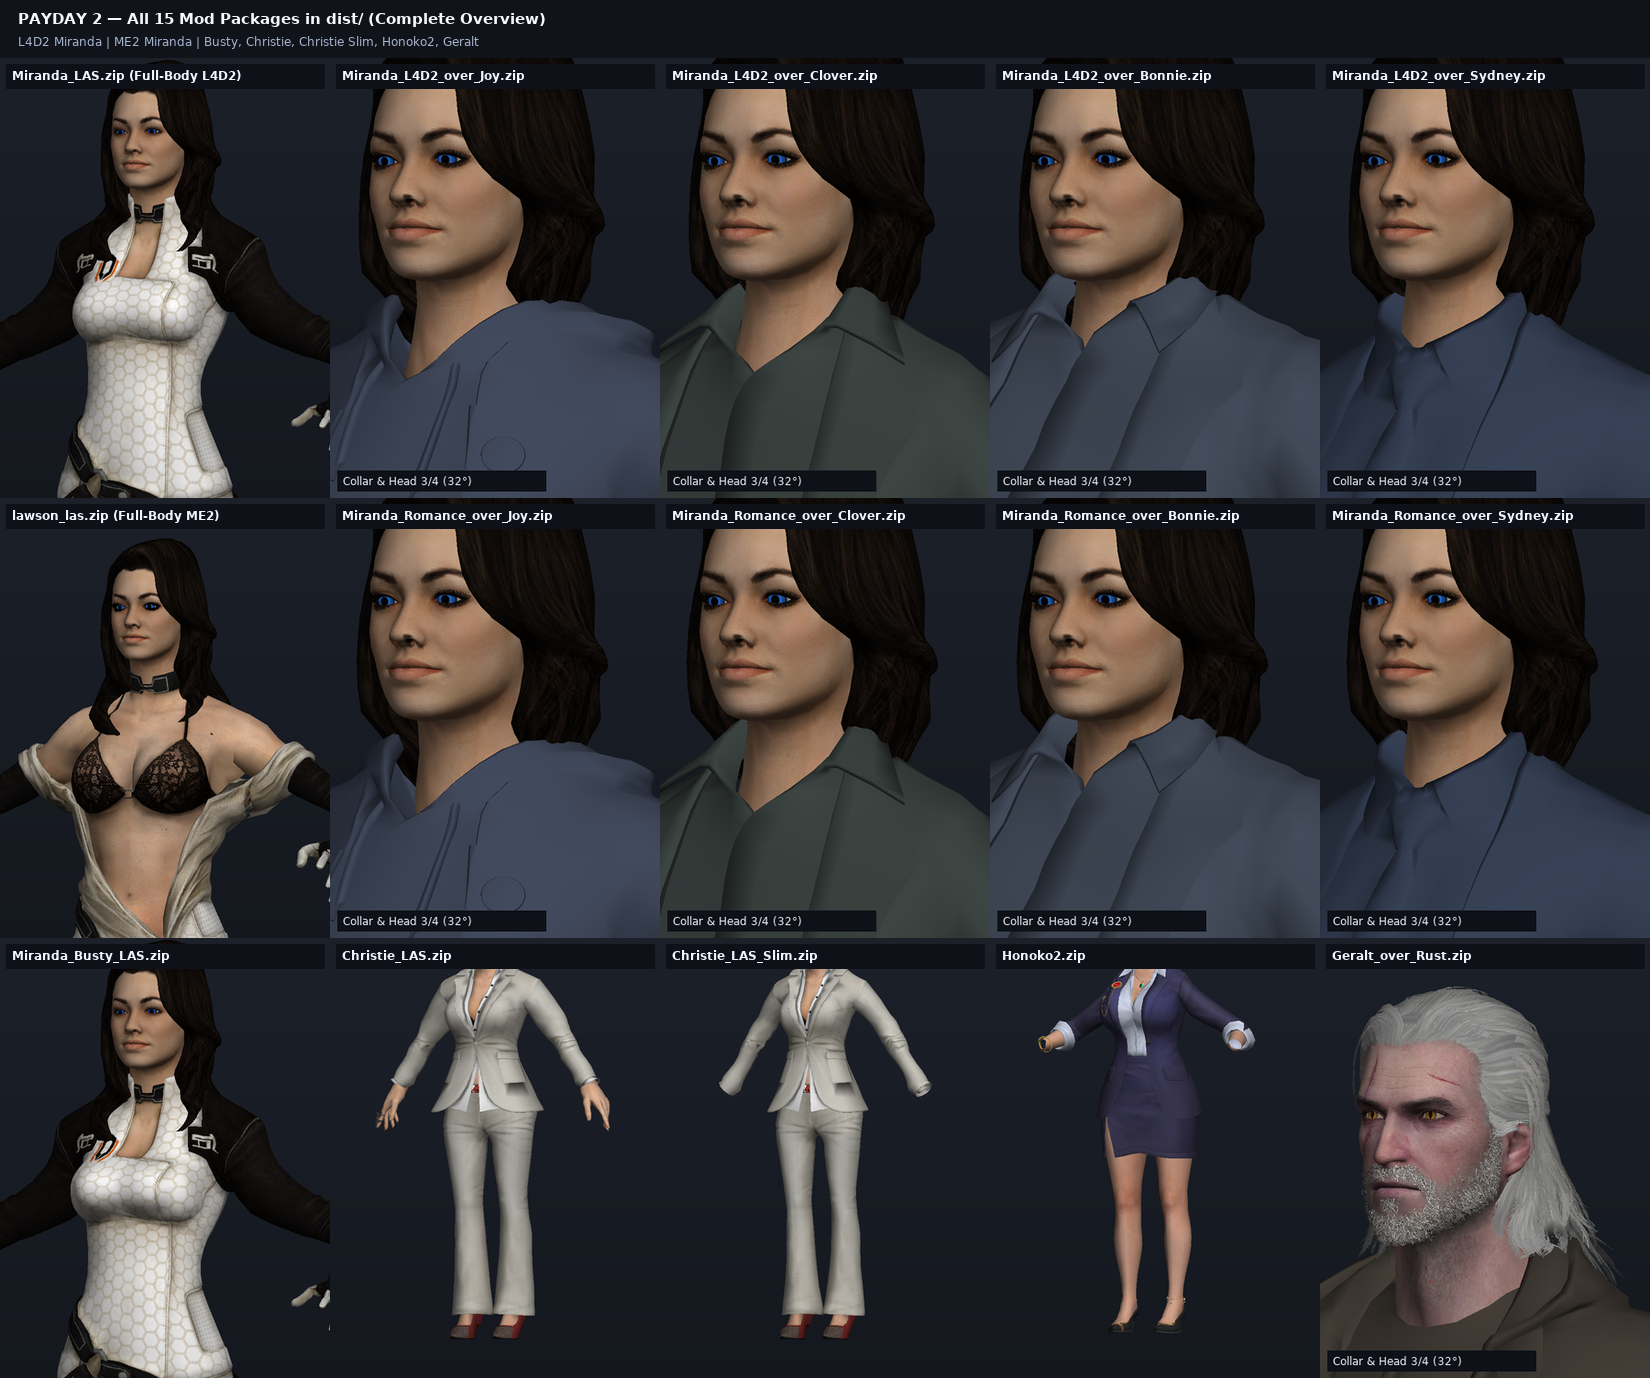 PAYDAY 2 — All 15 Mod Packages in dist/ (Complete Overview)
L4D2 Miranda | ME2 Miranda | Busty, Christie, Christie Slim, Honoko2, Geralt
Miranda_LAS.zip (Full-Body L4D2)
Miranda_L4D2_over_Joy.zip
Miranda_L4D2_over_Clover.zip
Miranda_L4D2_over_Bonnie.zip
Miranda_L4D2_over_Sydney.zip
Collar & Head 3/4 (32°)
Collar & Head 3/4 (32°)
Collar & Head 3/4 (32°)
Collar & Head 3/4 (32°)
lawson_las.zip (Full-Body ME2)
Miranda_Romance_over_Joy.zip
Miranda_Romance_over_Clover.zip
Miranda_Romance_over_Bonnie.zip
Miranda_Romance_over_Sydney.zip
Collar & Head 3/4 (32°)
Collar & Head 3/4 (32°)
Collar & Head 3/4 (32°)
Collar & Head 3/4 (32°)
Miranda_Busty_LAS.zip
Christie_LAS.zip
Christie_LAS_Slim.zip
Honoko2.zip
Geralt_over_Rust.zip
Collar & Head 3/4 (32°)